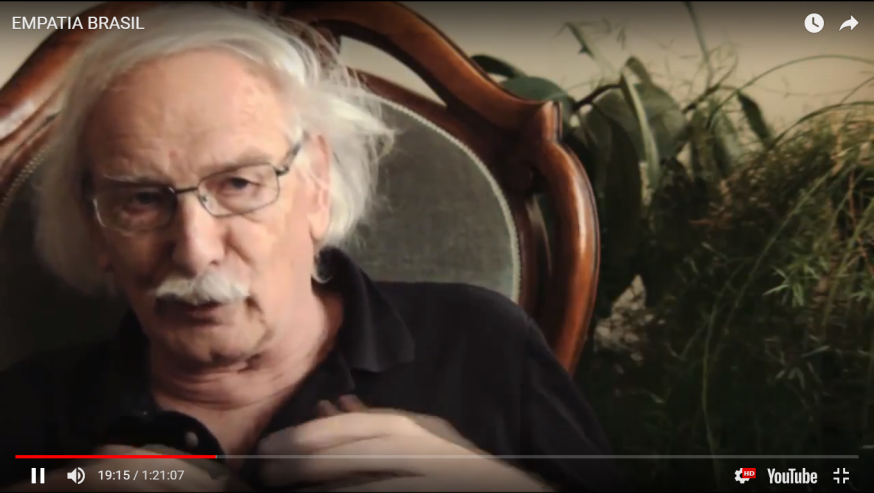 EMPATIA BRASIL
19:15 / 1:21:07
HD
YouTube